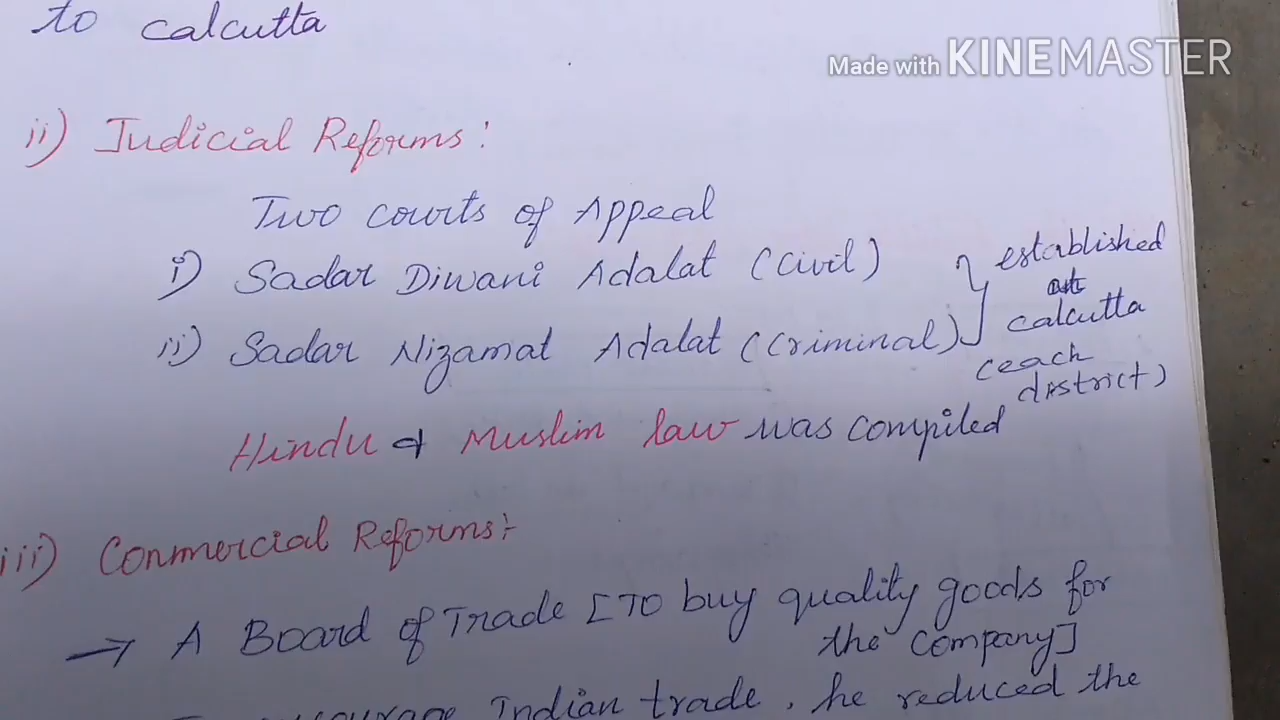 to calcutta
Made with KINEMASTER
ii) Judicial Reforms:
Two courts of Appeal
i) Sadar Diwani Adalat (civil)
ii) Sadar Nizamat Adalat (criminal)
established
at
calcutta
(each
district)
Hindu & Muslim law was compiled
iii) Conmercial Reforms:-
→ A Board of Trade [To buy quality goods for
the company]
Indian trade, he reduced the